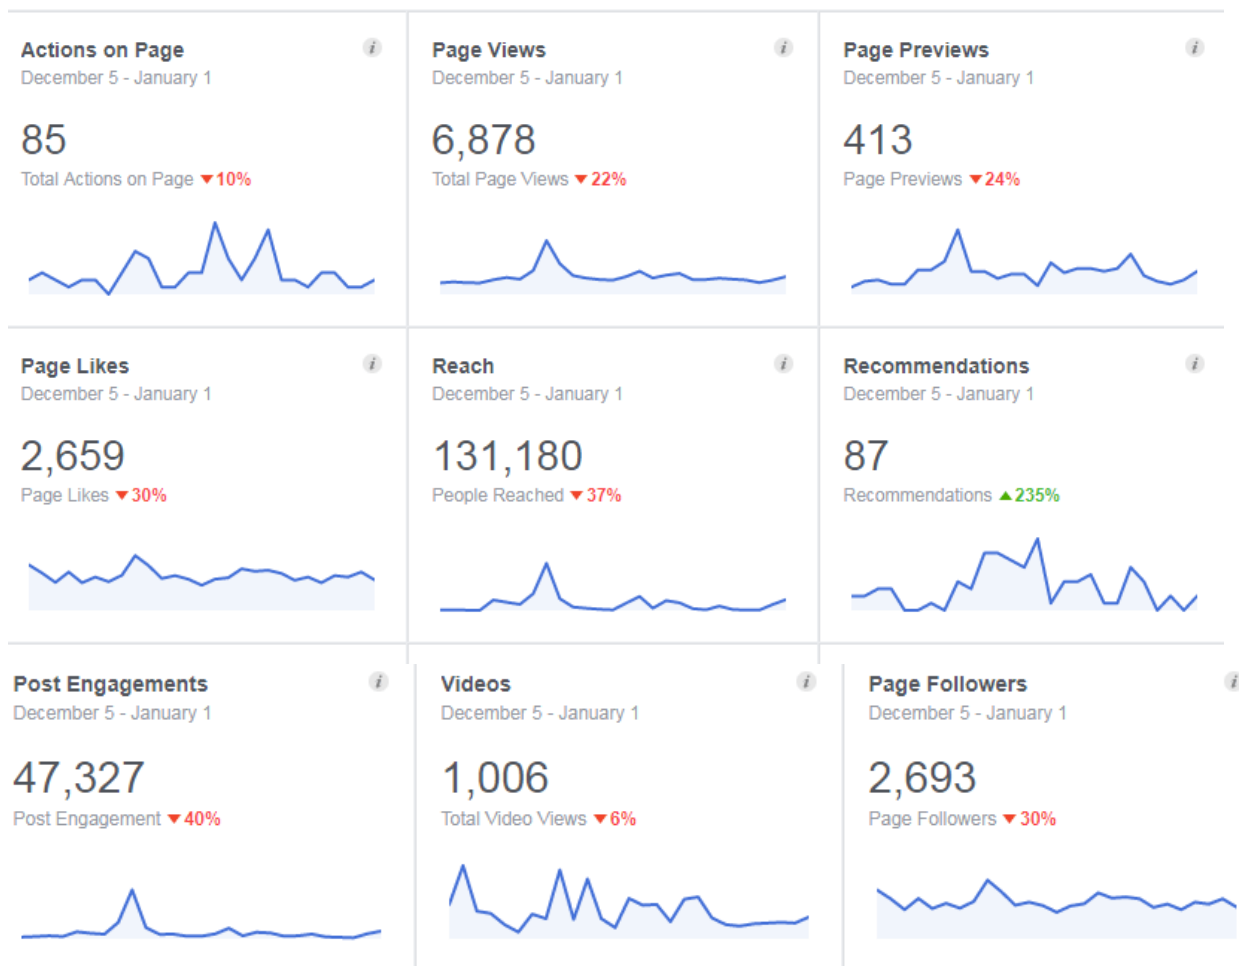 Actions on Page
December 5 - January 1
85
Total Actions on Page ▼10%
Page Views
December 5 - January 1
6,878
Total Page Views ▼22%
Page Previews
December 5 - January 1
413
Page Previews ▼24%
Page Likes
December 5 - January 1
2,659
Page Likes ▼30%
Reach
December 5 - January 1
131,180
People Reached ▼37%
Recommendations
December 5 - January 1
87
Recommendations ▲235%
Post Engagements
December 5 - January 1
47,327
Post Engagement ▼40%
Videos
December 5 - January 1
1,006
Total Video Views ▼6%
Page Followers
December 5 - January 1
2,693
Page Followers ▼30%